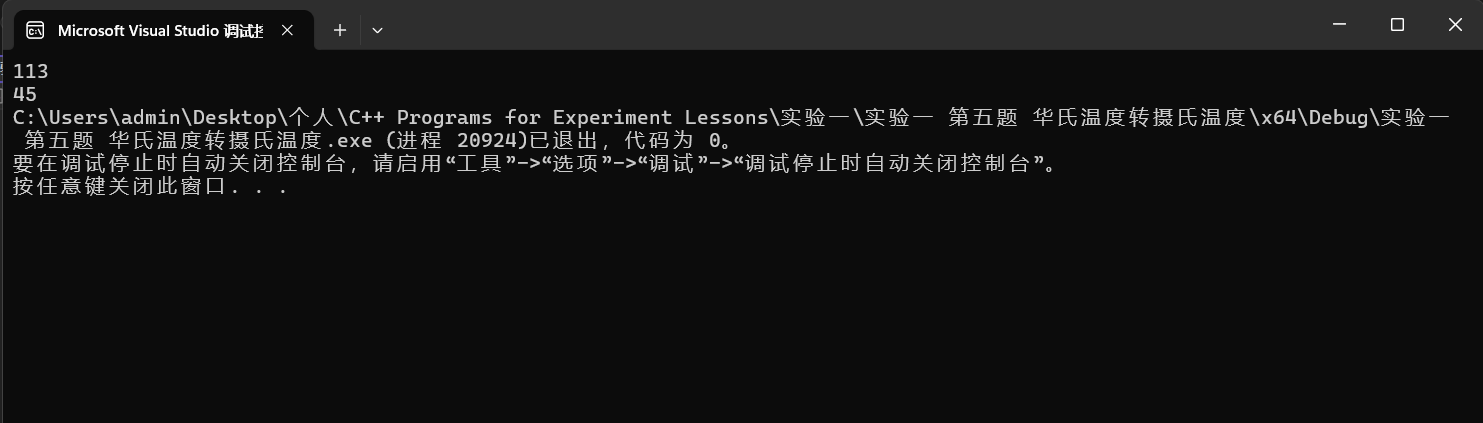 Microsoft Visual Studio 调试
113
45
C:\Users\admin\Desktop\个人\C++ Programs for Experiment Lessons\实验一\实验一 第五题 华氏温度转摄氏温度\x64\Debug\实验一
第五题 华氏温度转摄氏温度.exe (进程 20924)已退出，代码为 0。
要在调试停止时自动关闭控制台，请启用“工具”->“选项”->“调试”->“调试停止时自动关闭控制台”。
按任意键关闭此窗口. . .